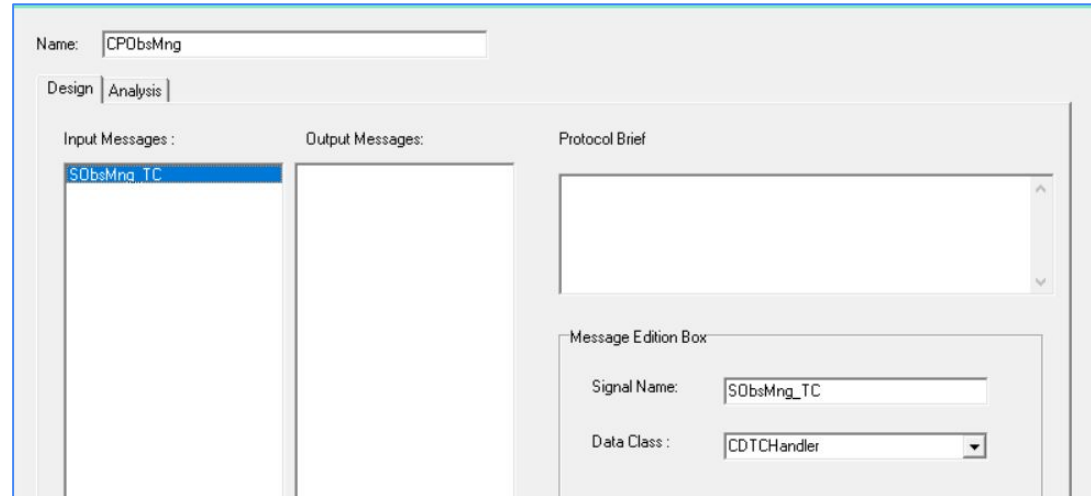 Name: CPObsMng
Design Analysis
Input Messages : Output Messages: Protocol Brief
SObsMng_TC
Message Edition Box
Signal Name: SObsMng_TC
Data Class : CDTCHandler